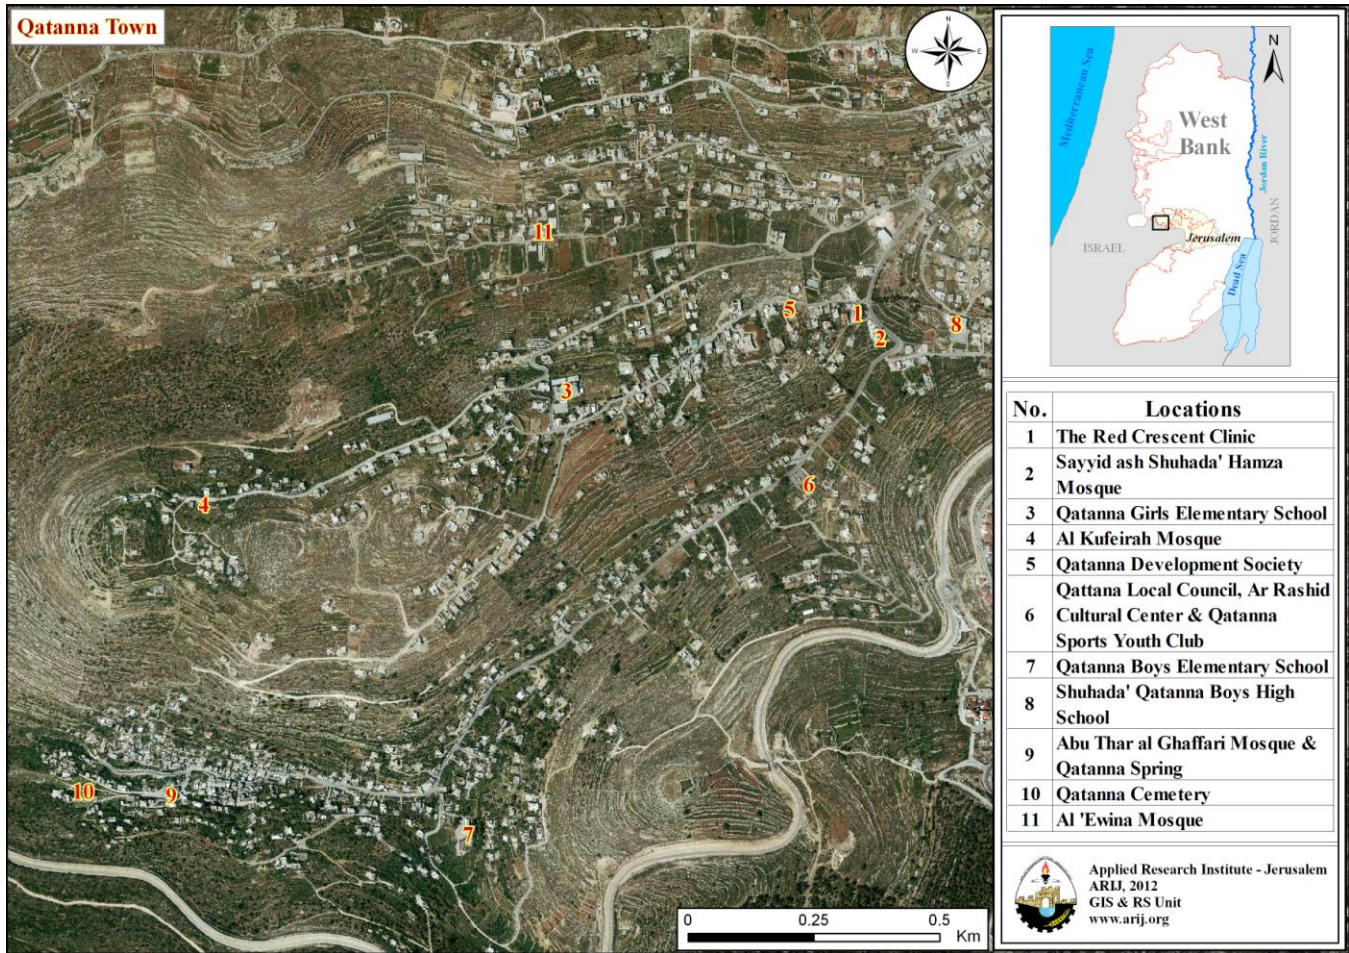 Qatanna Town
N
W
E
S
11
5
1
2
8
3
6
4
10
9
7
0
0.25
0.5
Km
N
Mediterranean Sea
West
Bank
Jordan River
JORDAN
ISRAEL
Jerusalem
Dead Sea
No. Locations
1 The Red Crescent Clinic
2 Sayyid ash Shuhada' Hamza
Mosque
3 Qatanna Girls Elementary School
4 Al Kufeirah Mosque
5 Qatanna Development Society
6 Qattana Local Council, Ar Rashid
Cultural Center & Qatanna
Sports Youth Club
7 Qatanna Boys Elementary School
8 Shuhada' Qatanna Boys High
School
9 Abu Thar al Ghaffari Mosque &
Qatanna Spring
10 Qatanna Cemetery
11 Al 'Ewina Mosque
Applied Research Institute - Jerusalem
ARIJ, 2012
GIS & RS Unit
www.arij.org